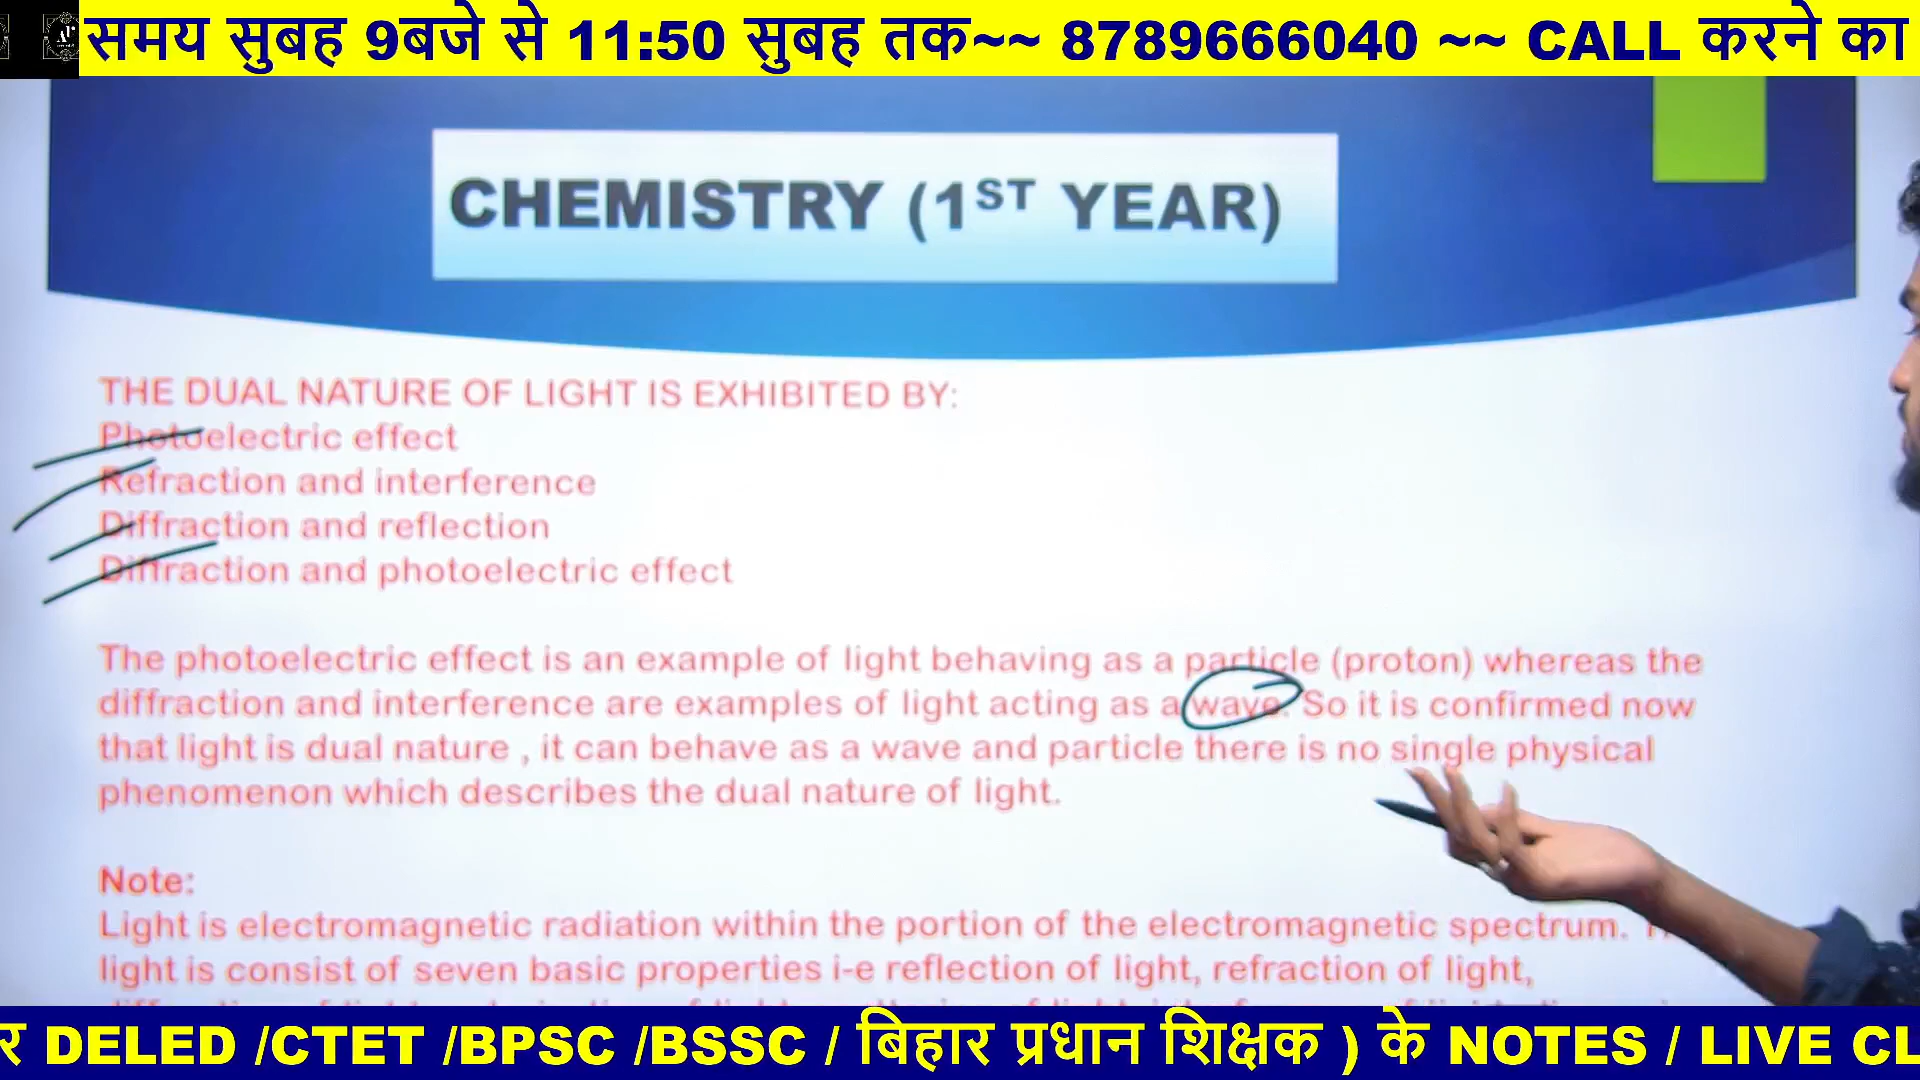 समय सुबह 9बजे से 11:50 सुबह तक~~ 8789666040 ~~ CALL करने का
CHEMISTRY (1ST YEAR)
THE DUAL NATURE OF LIGHT IS EXHIBITED BY:
Photoelectric effect
Refraction and interference
Diffraction and reflection
Diffraction and photoelectric effect
The photoelectric effect is an example of light behaving as a particle (proton) whereas the
diffraction and interference are examples of light acting as a wave. So it is confirmed now
that light is dual nature , it can behave as a wave and particle there is no single physical
phenomenon which describes the dual nature of light.
Note:
Light is electromagnetic radiation within the portion of the electromagnetic spectrum.
light is consist of seven basic properties i-e reflection of light, refraction of light,
र DELED /CTET /BPSC /BSSC / बिहार प्रधान शिक्षक ) के NOTES / LIVE CL